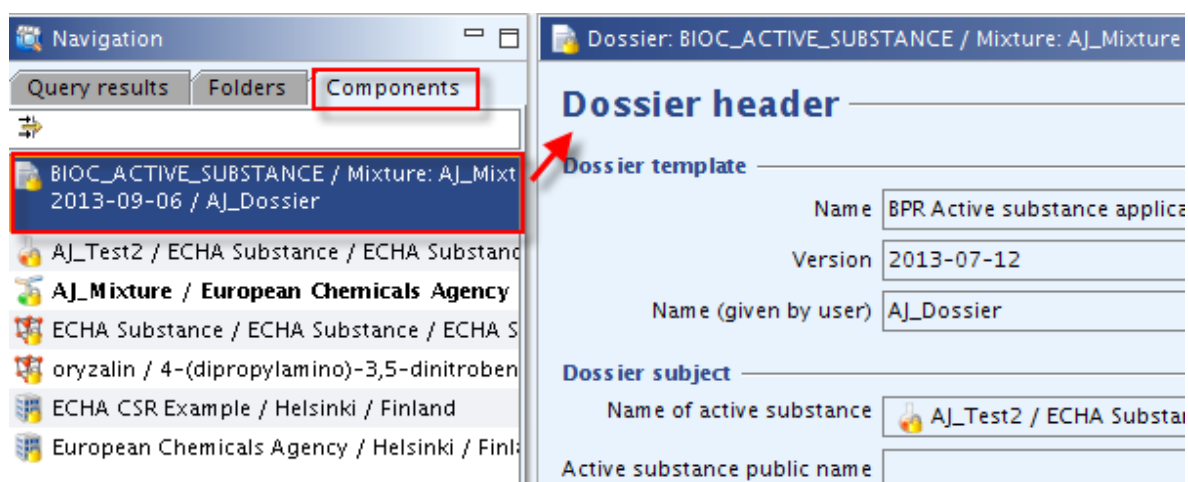 Navigation
Query results Folders Components
BIOC_ACTIVE_SUBSTANCE / Mixture: AJ_Mixt
2013-09-06 / AJ_Dossier
AJ_Test2 / ECHA Substance / ECHA Substanc
AJ_Mixture / European Chemicals Agency
ECHA Substance / ECHA Substance / ECHA S
oryzalin / 4-(dipropylamino)-3,5-dinitroben
ECHA CSR Example / Helsinki / Finland
European Chemicals Agency / Helsinki / Finl
Dossier: BIOC_ACTIVE_SUBSTANCE / Mixture: AJ_Mixture
Dossier header
Dossier template
Name BPR Active substance applica
Version 2013-07-12
Name (given by user) AJ_Dossier
Dossier subject
Name of active substance AJ_Test2 / ECHA Substan
Active substance public name